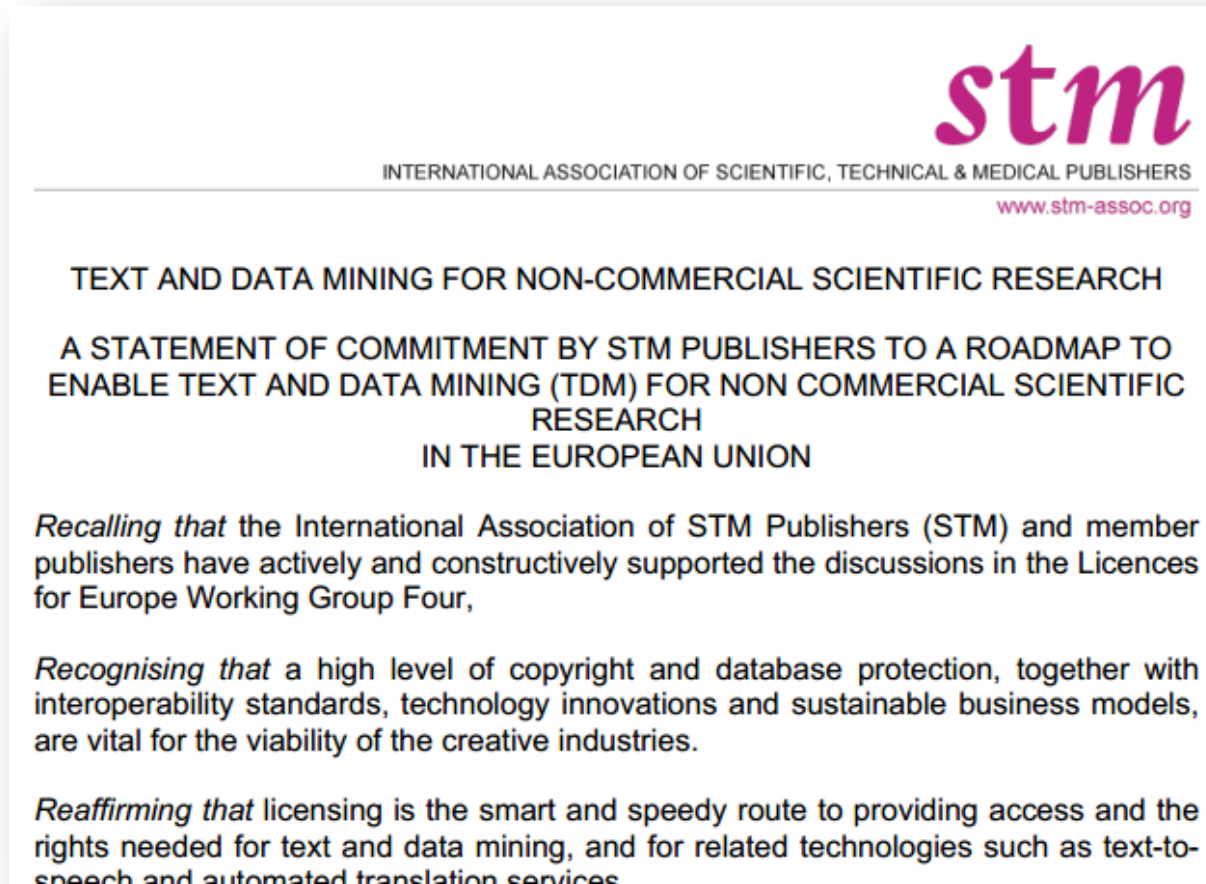 stm
INTERNATIONAL ASSOCIATION OF SCIENTIFIC, TECHNICAL & MEDICAL PUBLISHERS
www.stm-assoc.org
TEXT AND DATA MINING FOR NON-COMMERCIAL SCIENTIFIC RESEARCH
A STATEMENT OF COMMITMENT BY STM PUBLISHERS TO A ROADMAP TO
ENABLE TEXT AND DATA MINING (TDM) FOR NON COMMERCIAL SCIENTIFIC
RESEARCH
IN THE EUROPEAN UNION
Recalling that the International Association of STM Publishers (STM) and member
publishers have actively and constructively supported the discussions in the Licences
for Europe Working Group Four,
Recognising that a high level of copyright and database protection, together with
interoperability standards, technology innovations and sustainable business models,
are vital for the viability of the creative industries.
Reaffirming that licensing is the smart and speedy route to providing access and the
rights needed for text and data mining, and for related technologies such as text-to-
speech and automated translation services